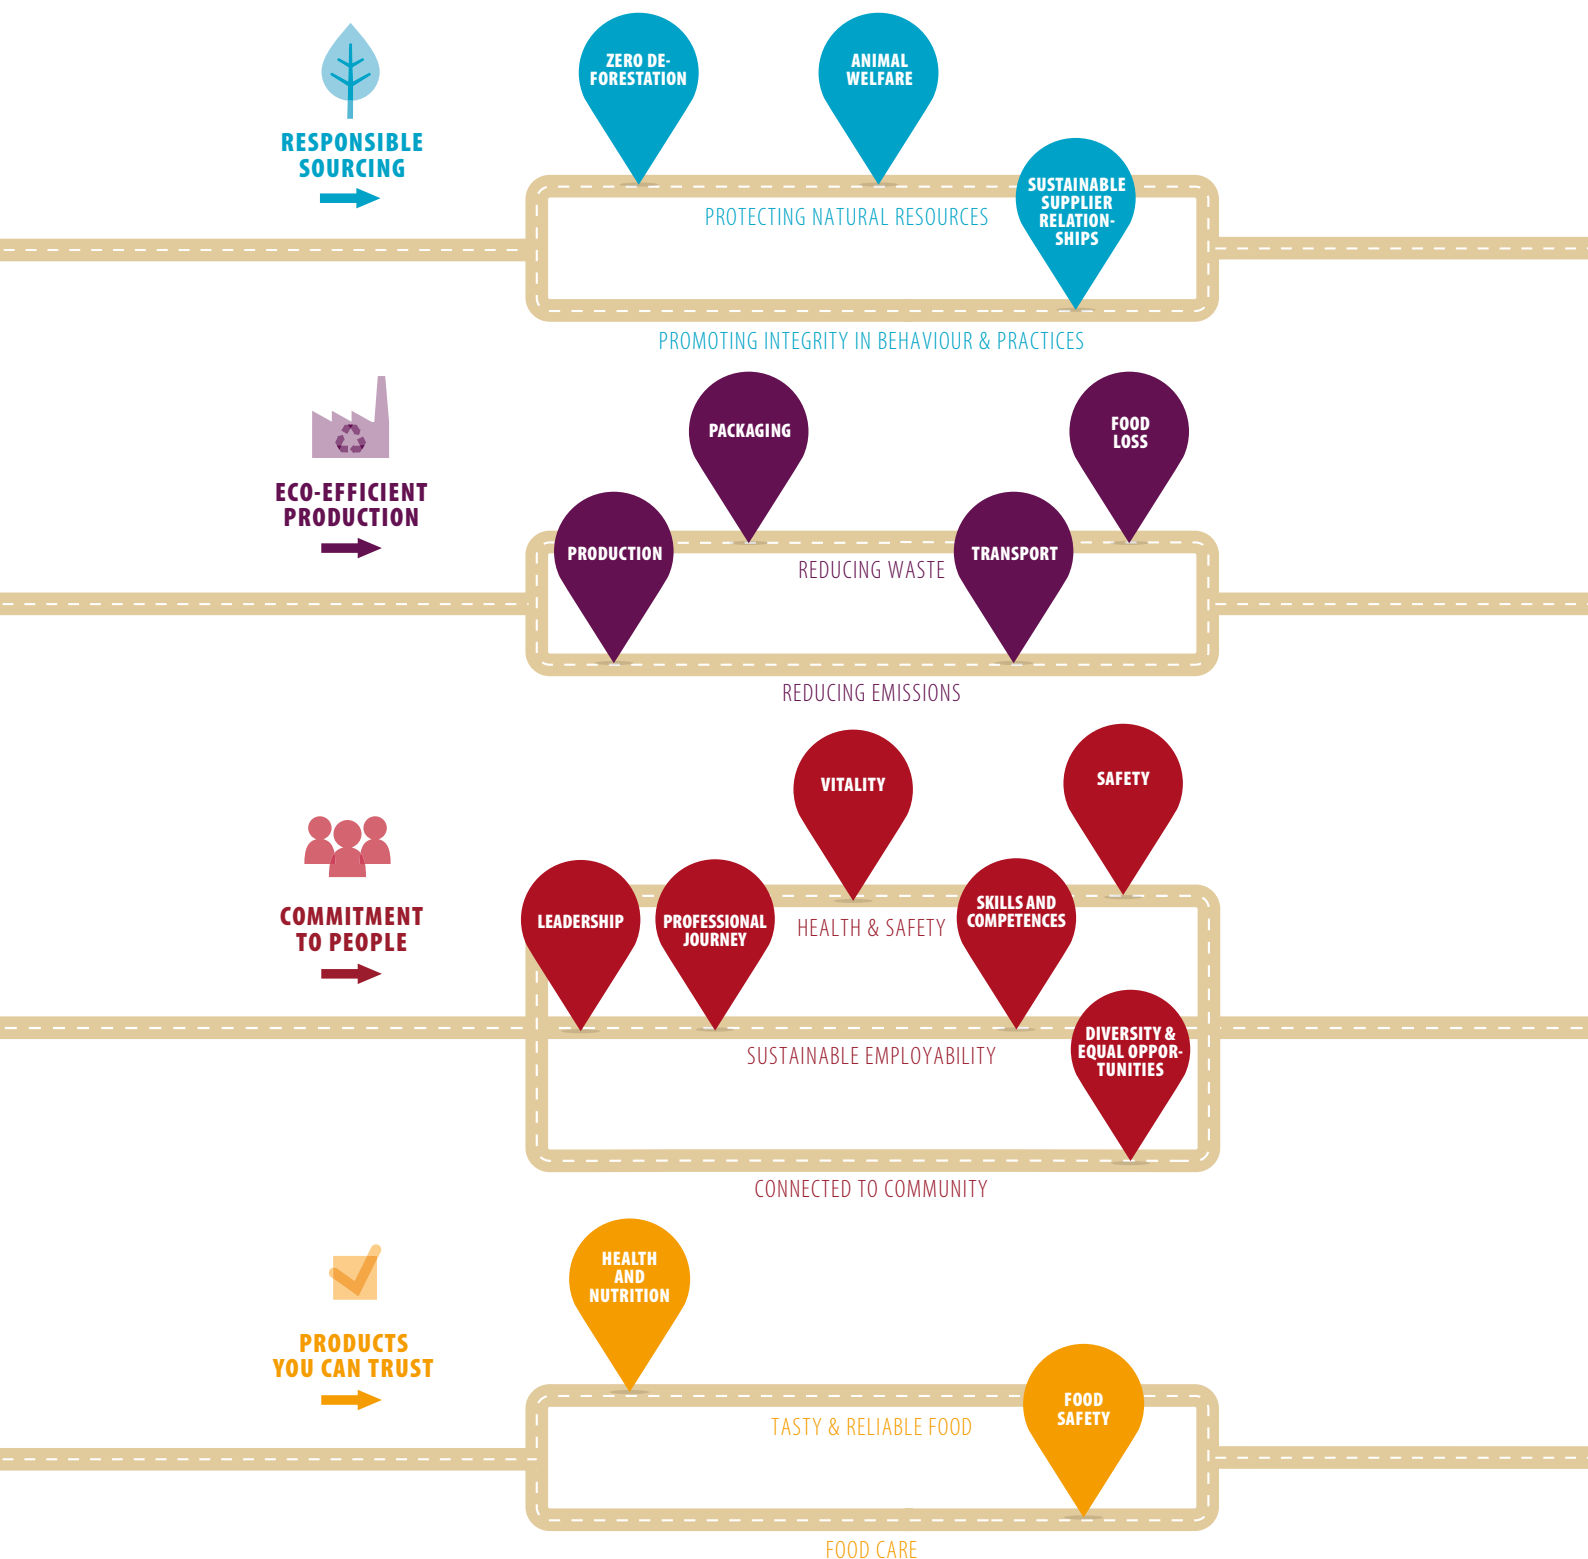 RESPONSIBLE
SOURCING
ZERO DE-
FORESTATION
ANIMAL
WELFARE
SUSTAINABLE
SUPPLIER
RELATION-
SHIPS
PROTECTING NATURAL RESOURCES
PROMOTING INTEGRITY IN BEHAVIOUR & PRACTICES
ECO-EFFICIENT
PRODUCTION
PACKAGING
FOOD
LOSS
PRODUCTION
TRANSPORT
REDUCING WASTE
REDUCING EMISSIONS
COMMITMENT
TO PEOPLE
VITALITY
SAFETY
LEADERSHIP
PROFESSIONAL
JOURNEY
SKILLS AND
COMPETENCES
HEALTH & SAFETY
DIVERSITY &
EQUAL OPPOR-
TUNITIES
SUSTAINABLE EMPLOYABILITY
CONNECTED TO COMMUNITY
PRODUCTS
YOU CAN TRUST
HEALTH
AND
NUTRITION
FOOD
SAFETY
TASTY & RELIABLE FOOD
FOOD CARE